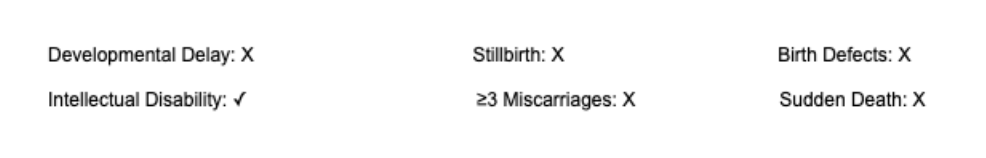 Developmental Delay: X Stillbirth: X Birth Defects: X
Intellectual Disability: ✓ ≥3 Miscarriages: X Sudden Death: X